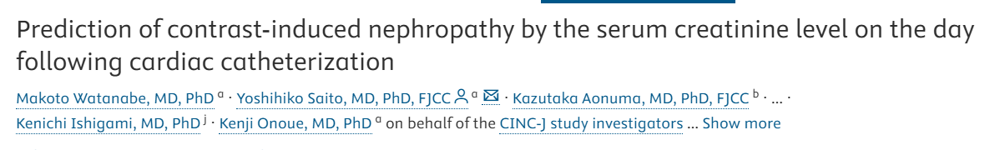 Prediction of contrast-induced nephropathy by the serum creatinine level on the day
following cardiac catheterization
Makoto Watanabe, MD, PhD a · Yoshihiko Saito, MD, PhD, FJCC a · Kazutaka Aonuma, MD, PhD, FJCC b · ... ·
Kenichi Ishigami, MD, PhD j · Kenji Onoue, MD, PhD a on behalf of the CINC-J study investigators ... Show more